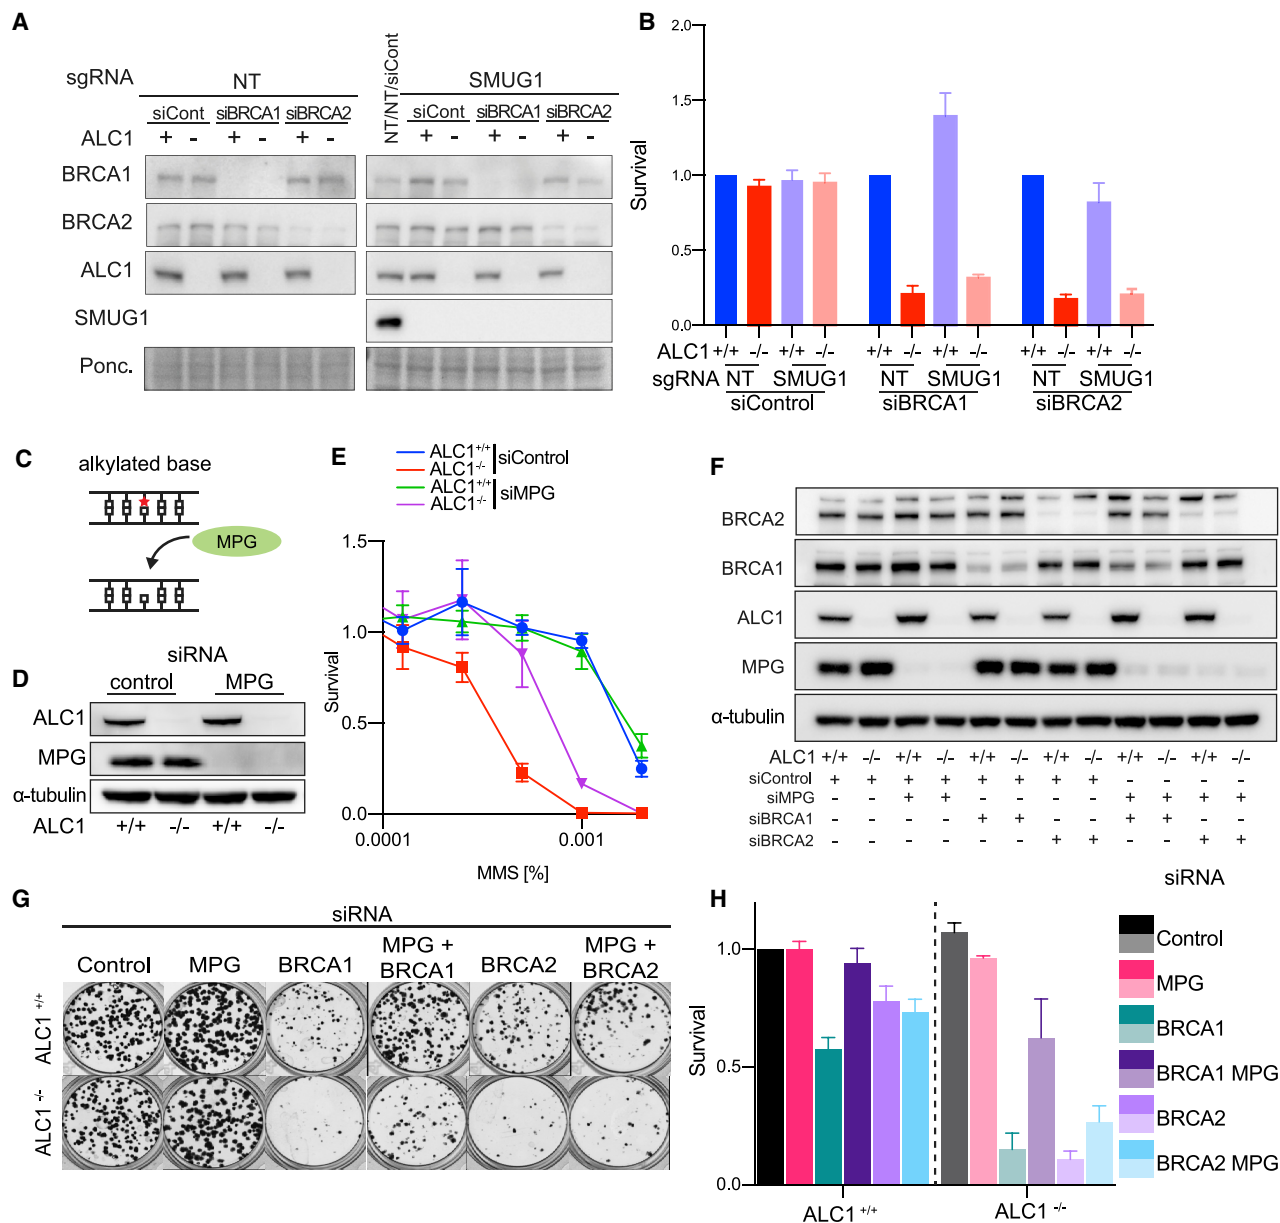 A
sgRNA
NT
NT/NT/siCont
SMUG1
siCont siBRCA1 siBRCA2
siCont siBRCA1 siBRCA2
ALC1 + - + - + - + - + - + -
BRCA1
BRCA2
ALC1
SMUG1
Ponc.
B
2.0
1.5
1.0
0.5
0.0
Survival
ALC1 +/+ -/- +/+ -/- +/+ -/- +/+ -/- +/+ -/- +/+ -/-
sgRNA NT SMUG1 NT SMUG1 NT SMUG1
siControl siBRCA1 siBRCA2
C
alkylated base
MPG
D
siRNA
control MPG
ALC1
MPG
α-tubulin
ALC1 +/+ -/- +/+ -/-
E
ALC1+/+
ALC1-/-
siControl
ALC1+/+
ALC1-/-
siMPG
1.5
1.0
0.5
0.0
Survival
0.0001 0.001
MMS [%]
F
BRCA2
BRCA1
ALC1
MPG
α-tubulin
ALC1 +/+ -/- +/+ -/- +/+ -/- +/+ -/- +/+ -/- +/+ -/-
siControl + + + + + + + + - - - -
siMPG - - + + - - - - + + + +
siBRCA1 - - - - + + - - + + - -
siBRCA2 - - - - - - + + - - + +
G
siRNA
Control MPG BRCA1 MPG + BRCA1 BRCA2 MPG + BRCA2
ALC1 +/+
ALC1 -/-
H
1.0
0.5
0.0
Survival
ALC1 +/+ ALC1 -/-
siRNA
Control
MPG
BRCA1
BRCA1 MPG
BRCA2
BRCA2 MPG